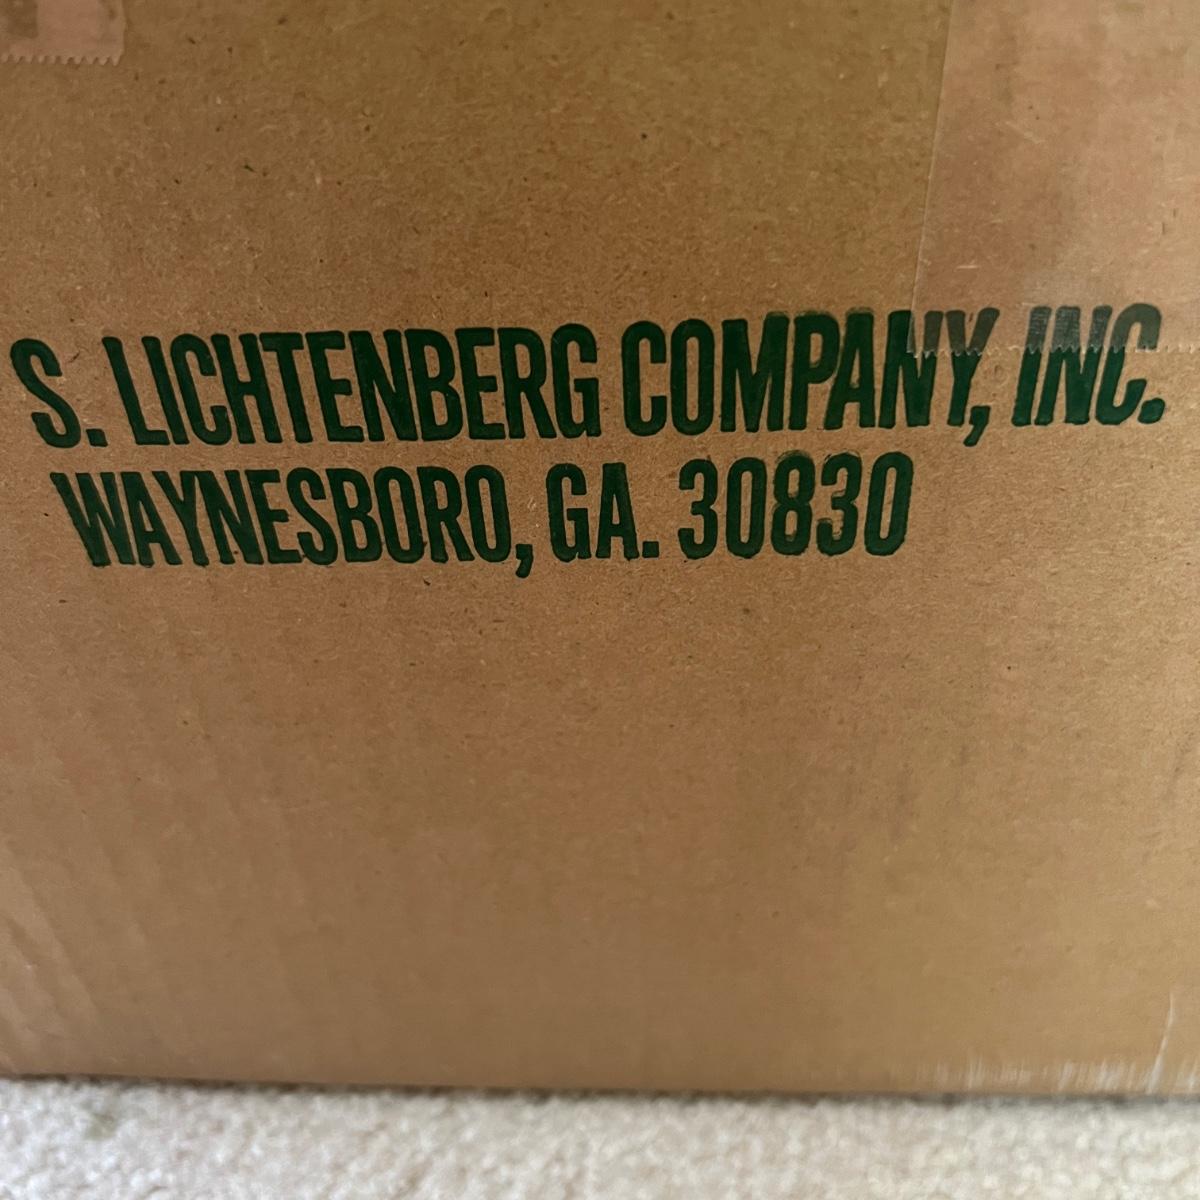 S. LICHTENBERG COMPANY, INC.
WAYNESBORO, GA. 30830